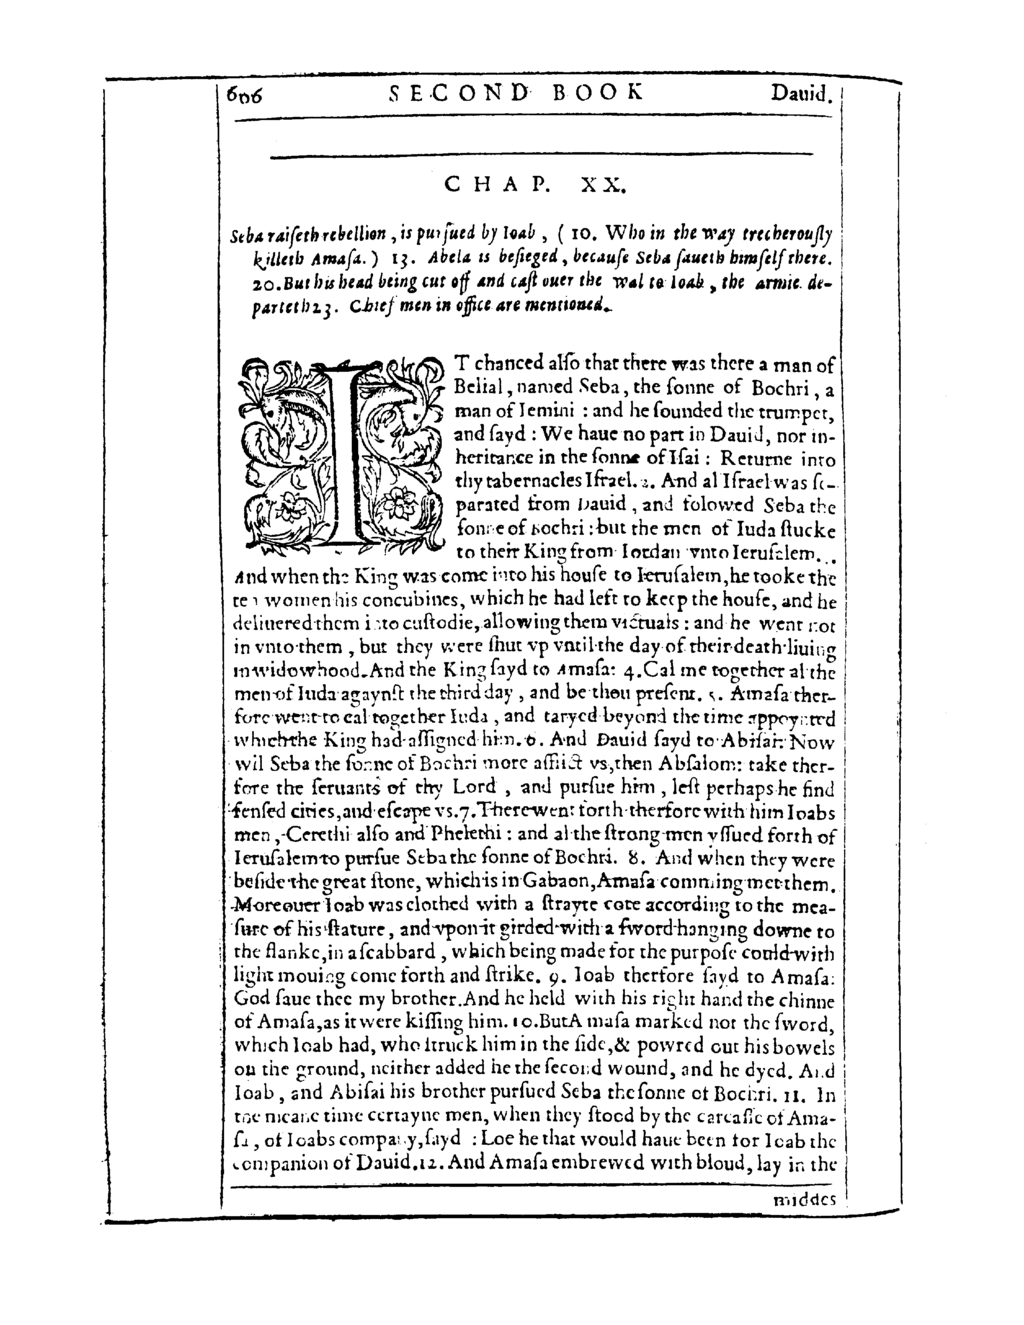 606 SECOND BOOK Dauid.
CHAP. XX.
Seba raiſeth rebellion, is purſued by Ioab, (10. Who in the way trecherouſly
killeth Amaſa.) 13. Abela is beſieged, becauſe Seba ſaueth himſelf there.
20. But his head being cut off and caſt ouer the wal to Ioab, the armie de-
parteth 23. Chief men in office are mentioned.
IT chanced alſo that there was there a man of
Belial, named Seba, the ſonne of Bochri, a
man of Iemini : and he ſounded the trumpet,
and ſayd : We haue no part in Dauid, nor in-
heritance in the ſonne of Iſai : Returne into
thy tabernacles Iſrael. 2. And al Iſrael was ſe-
parated from Dauid, and folowed Seba the
ſonne of Bochri : but the men of Iuda ſtucke
to their King from Iordan vnto Ieruſalem. .
And when the King was come into his houſe to Ieruſalem, he tooke the
ten women his concubines, which he had left to keep the houſe, and he
deliuered them into cuſtodie, allowing them victuals : and he went not
in vnto them, but they were ſhut vp vntil the day of their death liuing
in widowhood. And the King ſayd to Amaſa: 4. Cal me together al the
men of Iuda agaynſt the third day, and be thou preſent. 5. Amaſa ther-
fore went to cal together Iuda, and taryed beyond the time appoynted
which the King had aſſigned him. 6. And Dauid ſayd to Abiſai: Now
wil Seba the ſonne of Bochri more afflict vs, then Abſalom: take ther-
fore the ſeruants of thy Lord, and purſue him, leſt perhaps he find
fenſed cities, and eſcape vs. 7. There went forth therfore with him Ioabs
men, Cerethi alſo and Phelethi : and al the ſtrong men yſſued forth of
Ieruſalem to purſue Seba the ſonne of Bochri. 8. And when they were
beſide the great ſtone, which is in Gabaon, Amaſa comming met them.
Moreouer Ioab was clothed with a ſtrayte cote according to the mea-
ſure of his ſtature, and vpon it girded with a ſword hanging downe to
the flanke, in a ſcabbard, which being made for the purpoſe could with
light mouing come forth and ſtrike. 9. Ioab therfore ſayd to Amaſa:
God ſaue thee my brother. And he held with his right hand the chinne
of Amaſa, as it were kiſſing him. 10. But Amaſa marked not the ſword,
which Ioab had, who ſtruck him in the ſide, & powred out his bowels
on the ground, neither added he the ſecond wound, and he dyed. And
Ioab, and Abiſai his brother purſued Seba the ſonne of Bochri. 11. In
the meane time certayne men, when they ſtood by the carcaſſe of Ama-
ſa, of Ioabs company, ſayd : Loe he that would haue been for Ioab the
companion of Dauid. 12. And Amaſa embrewed with bloud, lay in the
middes